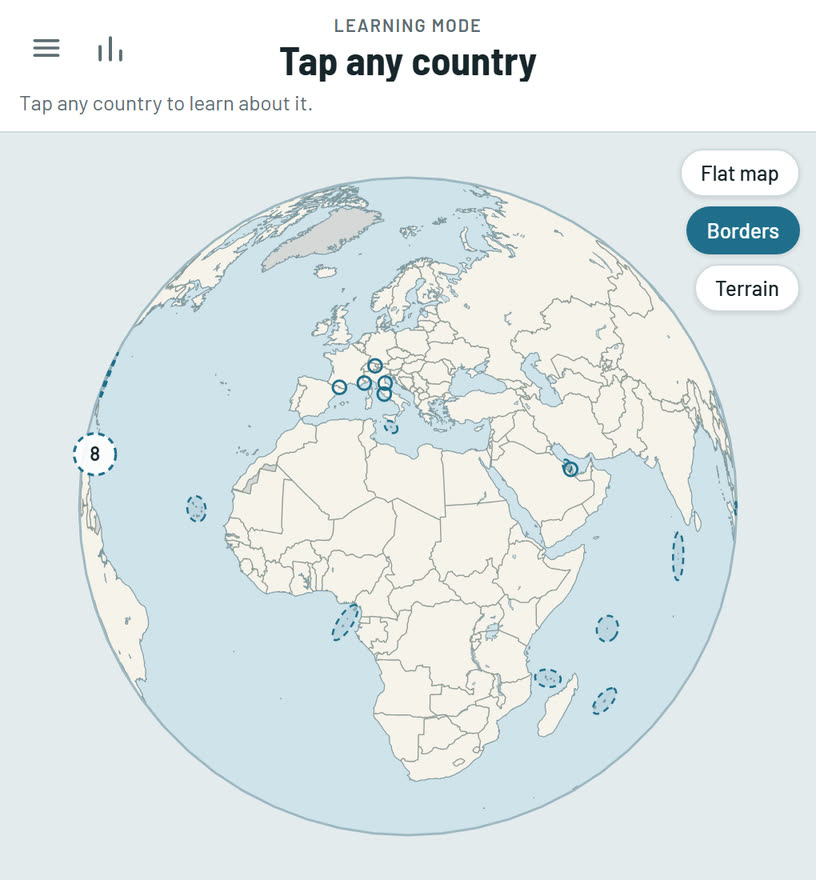 LEARNING MODE
Tap any country
Tap any country to learn about it.
Flat map
Borders
Terrain
8